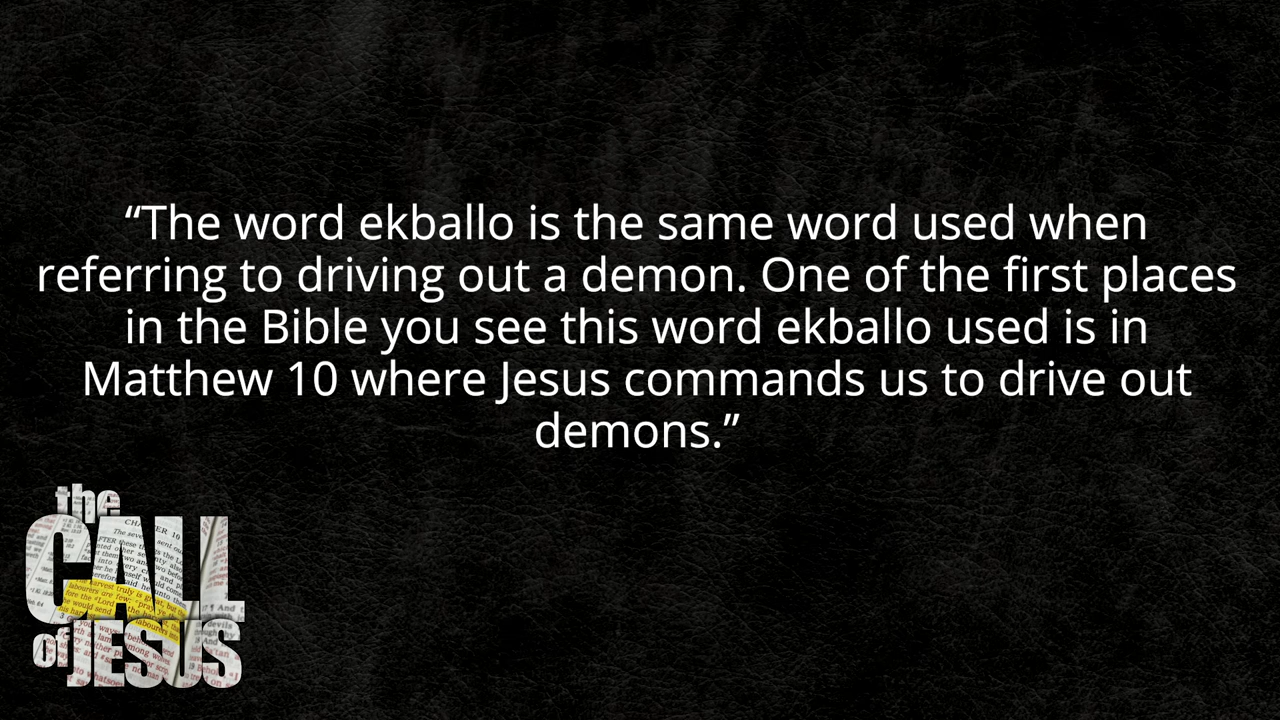 “The word ekballo is the same word used when
referring to driving out a demon. One of the first places
in the Bible you see this word ekballo used is in
Matthew 10 where Jesus commands us to drive out
demons.”
the
CALL
of JESUS